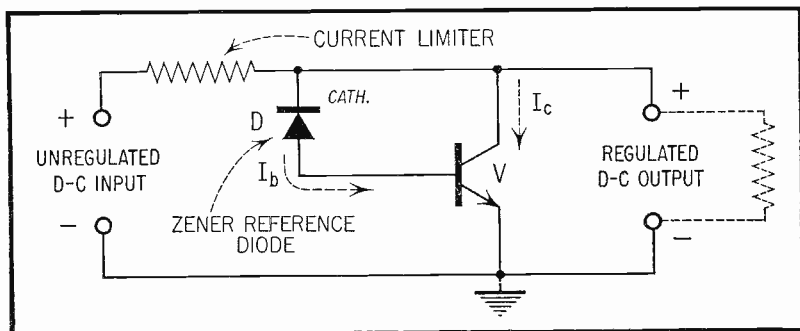 CURRENT LIMITER
CATH.
D
+
UNREGULATED
D-C INPUT
−
I_b
ZENER REFERENCE
DIODE
I_c
V
+
REGULATED
D-C OUTPUT
−